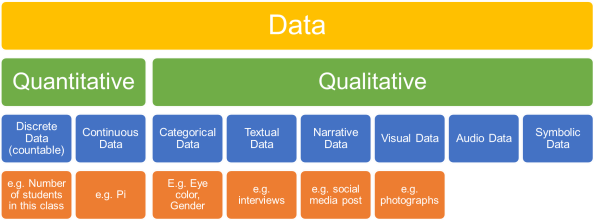 Data
Quantitative
Qualitative
Discrete
Data
(countable)
Continuous
Data
Categorical
Data
Textual
Data
Narrative
Data
Visual Data
Audio Data
Symbolic
Data
e.g. Number
of students
in this class
e.g. Pi
E.g. Eye
color,
Gender
e.g.
interviews
e.g. social
media post
e.g.
photographs